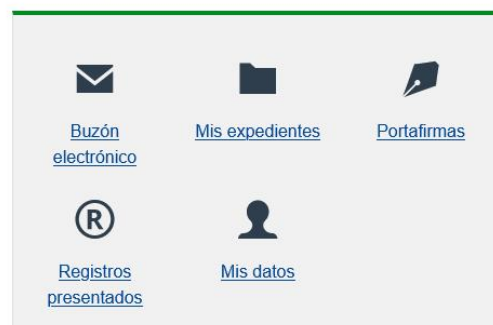 Buzón
electrónico
Mis expedientes
Portafirmas
®
Registros
presentados
Mis datos